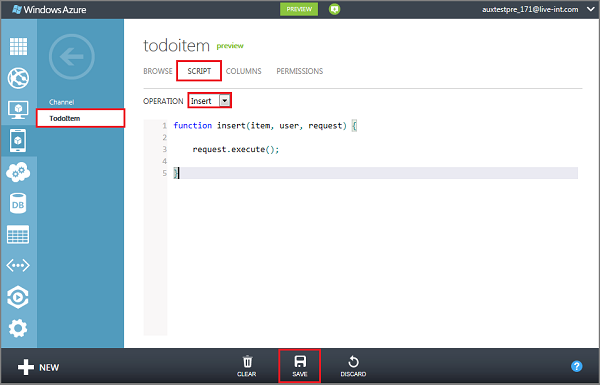 Windows Azure
PREVIEW
auxtestpre_171@live-int.com
todoitem preview
BROWSE SCRIPT COLUMNS PERMISSIONS
Channel
TodoItem
OPERATION Insert
1 function insert(item, user, request) {
2
3 request.execute();
4
5 }
DB
NEW
CLEAR
SAVE
DISCARD
?